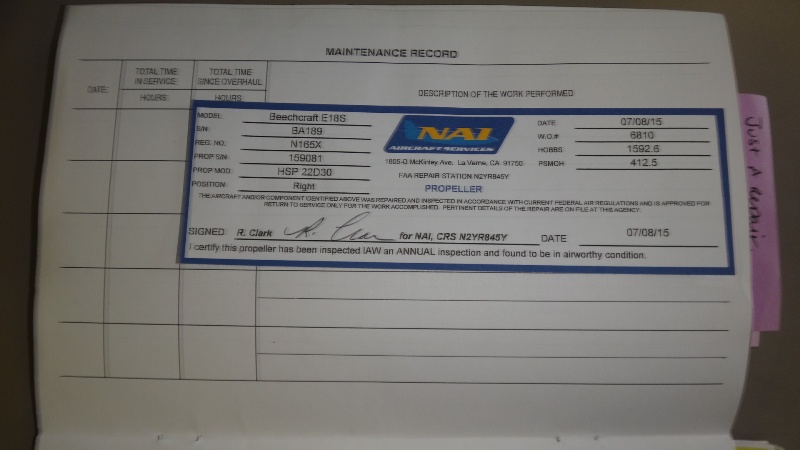 MAINTENANCE RECORD
DATE: TOTAL TIME IN SERVICE: TOTAL TIME SINCE OVERHAUL DESCRIPTION OF THE WORK PERFORMED
HOURS: HOURS:
MODEL: Beechcraft E18S
S/N: BA189
REG. NO: N165X
PROP S/N: 159081
PROP MOD: HSP 22D30
POSITION: Right
NAI
AIRCRAFT SERVICES
1805-D McKinley Ave, La Verne, CA 91750
FAA REPAIR STATION N2YR845Y
PROPELLER
DATE 07/08/15
W.O.# 6810
HOBBS 1592.6
PSMOH 412.5
THE AIRCRAFT AND/OR COMPONENT IDENTIFIED ABOVE WAS REPAIRED AND INSPECTED IN ACCORDANCE WITH CURRENT FEDERAL AIR REGULATIONS AND IS APPROVED FOR
RETURN TO SERVICE ONLY FOR THE WORK ACCOMPLISHED. PERTINENT DETAILS OF THE REPAIR ARE ON FILE AT THIS AGENCY.
SIGNED: R. Clark R. Clark for NAI, CRS N2YR845Y DATE 07/08/15
I certify this propeller has been inspected IAW an ANNUAL inspection and found to be in airworthy condition.
Just A Repair